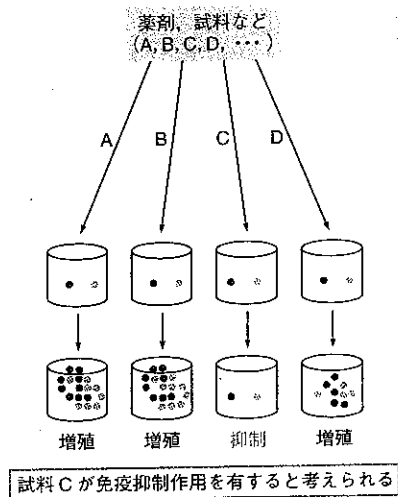 薬剤，試料など
(A, B, C, D, ･･･)
A B C D
増殖 増殖 抑制 増殖
試料Cが免疫抑制作用を有すると考えられる